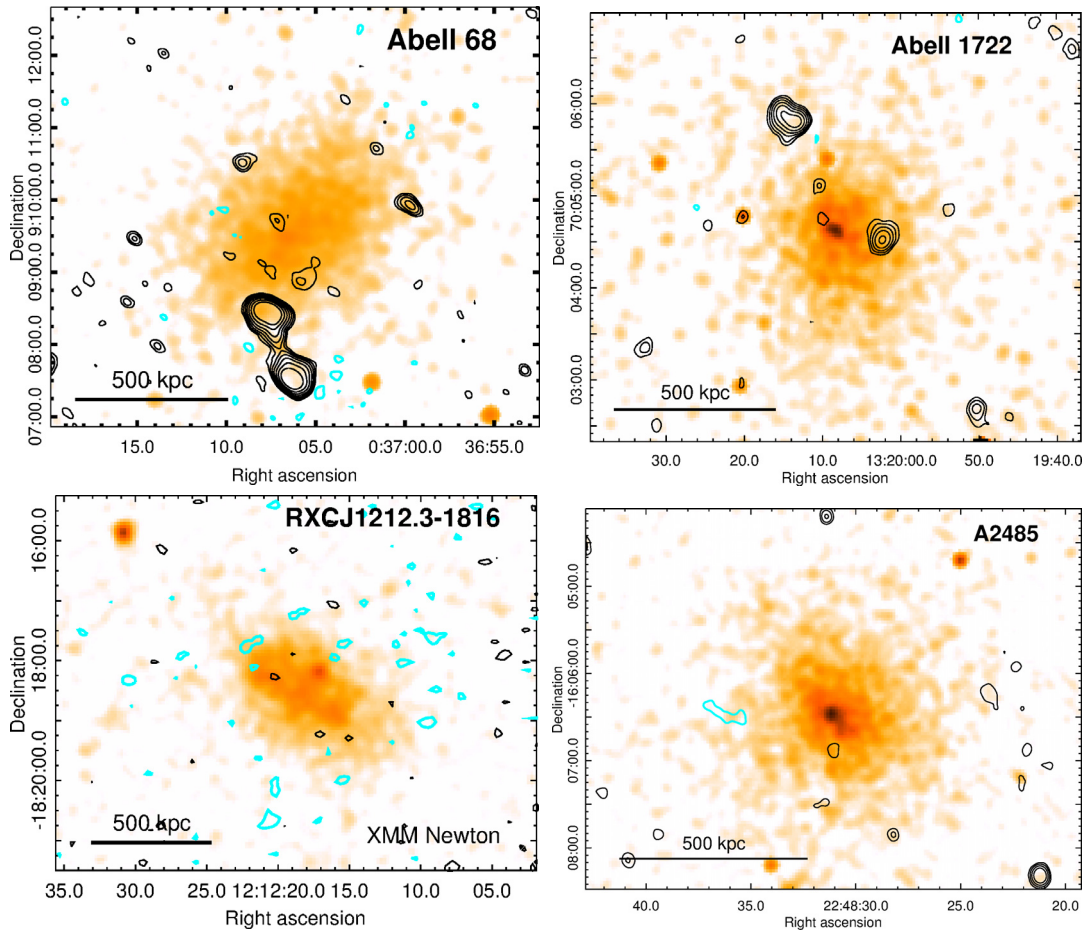 Abell 68
Declination
12:00.0
11:00.0
9:10:00.0
09:00.0
08:00.0
07:00.0
500 kpc
15.0 10.0 05.0 0:37:00.0 36:55.0
Right ascension
Abell 1722
Declination
06:00.0
70:05:00.0
04:00.0
03:00.0
500 kpc
30.0 20.0 10.0 13:20:00.0 50.0 19:40.0
Right ascension
RXCJ1212.3-1816
Declination
16:00.0
18:00.0
-18:20:00.0
500 kpc
XMM Newton
35.0 30.0 25.0 12:12:20.0 15.0 10.0 05.0
Right ascension
A2485
Declination
05:00.0
-16:06:00.0
07:00.0
08:00.0
500 kpc
40.0 35.0 22:48:30.0 25.0 20.0
Right ascension